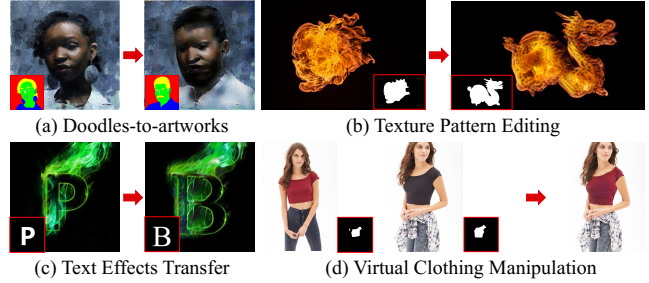 (a) Doodles-to-artworks
(b) Texture Pattern Editing
P
P
B
B
(c) Text Effects Transfer
(d) Virtual Clothing Manipulation